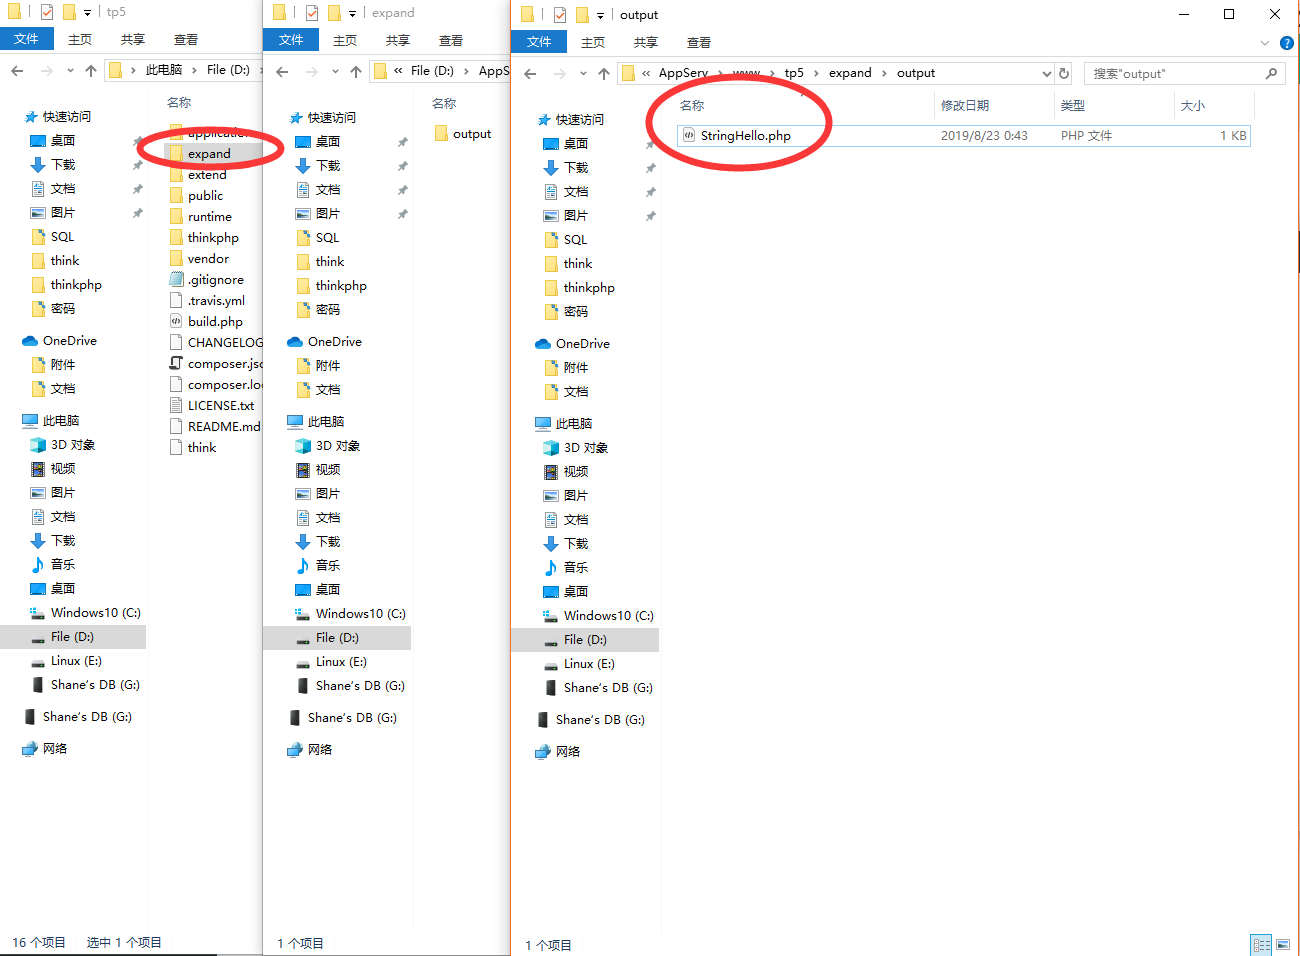 tp5
文件 主页 共享 查看
此电脑 File (D:)
名称
快速访问
桌面
下载
文档
图片
SQL
think
thinkphp
密码
OneDrive
附件
文档
此电脑
3D 对象
视频
图片
文档
下载
音乐
桌面
Windows10 (C:)
File (D:)
Linux (E:)
Shane's DB (G:)
Shane's DB (G:)
网络
expand
extend
public
runtime
thinkphp
vendor
.gitignore
.travis.yml
build.php
CHANGELOG
composer.jso
composer.lo
LICENSE.txt
README.md
think
16 个项目 选中 1 个项目
expand
文件 主页 共享 查看
« File (D:) AppS
名称
output
快速访问
桌面
下载
文档
图片
SQL
think
thinkphp
密码
OneDrive
附件
文档
此电脑
3D 对象
视频
图片
文档
下载
音乐
桌面
Windows10 (C:)
File (D:)
Linux (E:)
Shane's DB (G:)
Shane's DB (G:)
网络
1 个项目
output
文件 主页 共享 查看
« AppServ www tp5 expand output
搜索"output"
名称 修改日期 类型 大小
StringHello.php 2019/8/23 0:43 PHP 文件 1 KB
快速访问
桌面
下载
文档
图片
SQL
think
thinkphp
密码
OneDrive
附件
文档
此电脑
3D 对象
视频
图片
文档
下载
音乐
桌面
Windows10 (C:)
File (D:)
Linux (E:)
Shane's DB (G:)
Shane's DB (G:)
网络
1 个项目